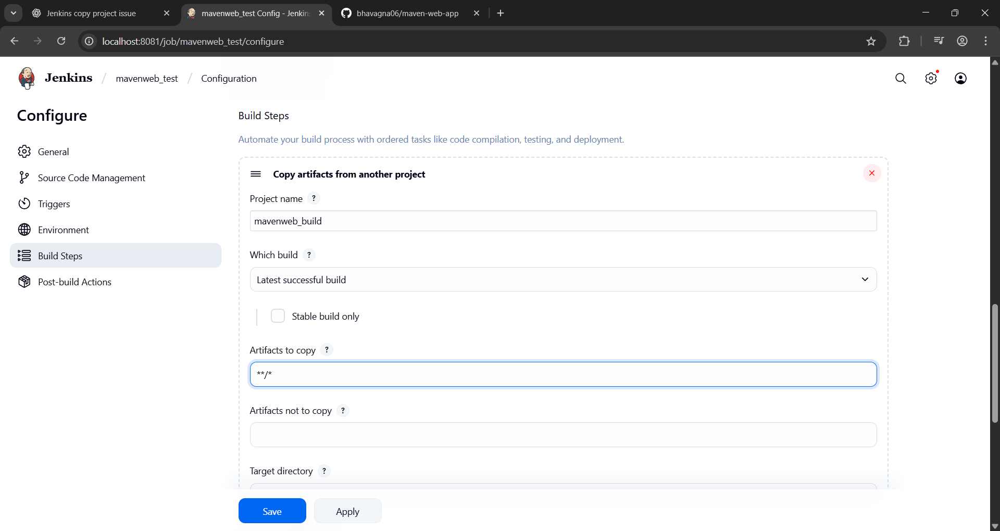 Jenkins copy project issue
mavenweb_test Config - Jenkins
bhavagna06/maven-web-app
localhost:8081/job/mavenweb_test/configure
Jenkins / mavenweb_test / Configuration
Configure
General
Source Code Management
Triggers
Environment
Build Steps
Post-build Actions
Build Steps
Automate your build process with ordered tasks like code compilation, testing, and deployment.
Copy artifacts from another project
Project name ?
mavenweb_build
Which build ?
Latest successful build
Stable build only
Artifacts to copy ?
**/*
Artifacts not to copy ?
Target directory ?
Save
Apply